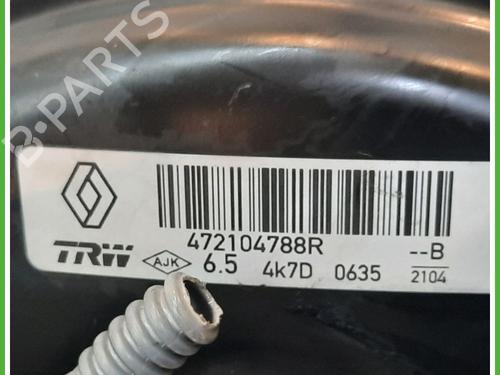 B-PARTS
472104788R
--B
TRW AJK 6.5 4k7D 0635 2104